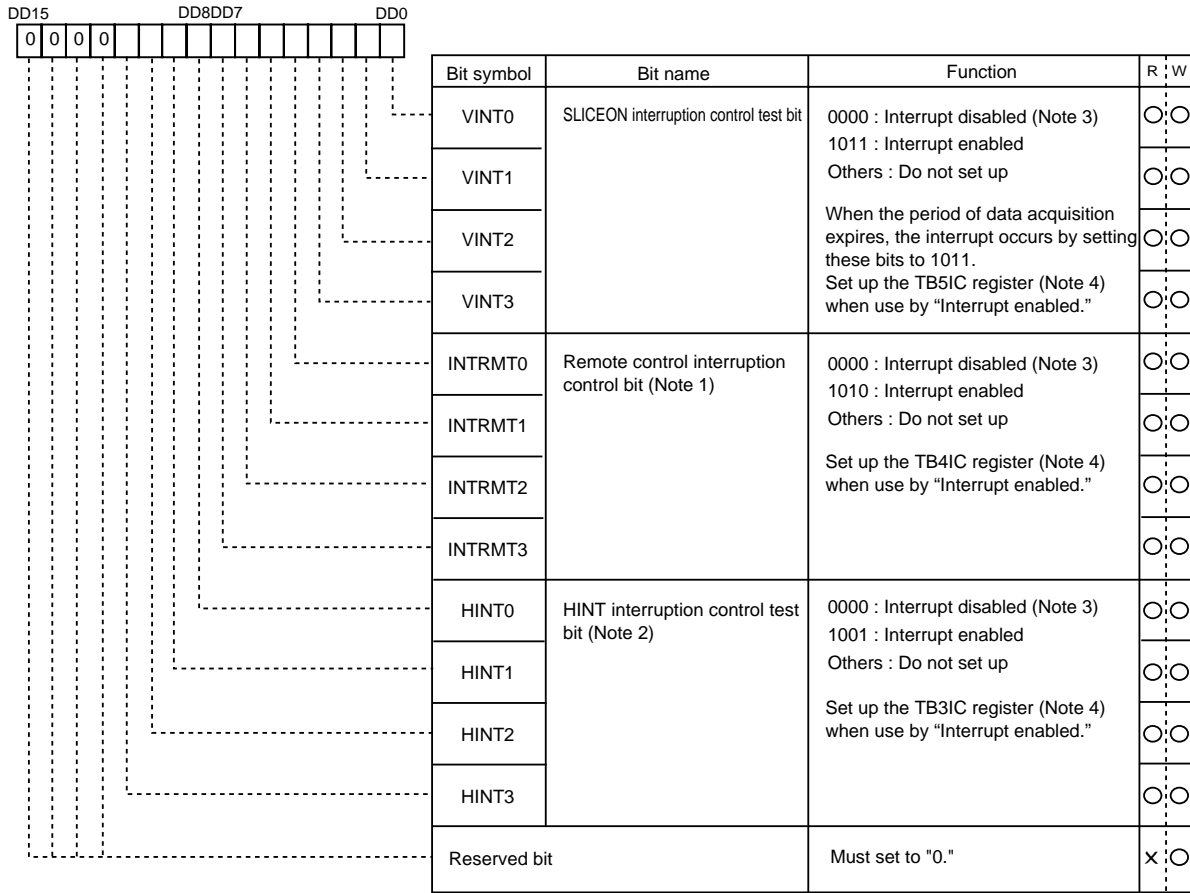 DD15 DD8DD7 DD0
0 0 0 0
Bit symbol Bit name Function R W
VINT0 SLICEON interruption control test bit 0000 : Interrupt disabled (Note 3)
1011 : Interrupt enabled
VINT1 Others : Do not set up
When the period of data acquisition
VINT2 expires, the interrupt occurs by setting
these bits to 1011.
Set up the TB5IC register (Note 4)
VINT3 when use by “Interrupt enabled.”
INTRMT0 Remote control interruption 0000 : Interrupt disabled (Note 3)
control bit (Note 1) 1010 : Interrupt enabled
INTRMT1 Others : Do not set up
Set up the TB4IC register (Note 4)
INTRMT2 when use by “Interrupt enabled.”
INTRMT3
HINT0 HINT interruption control test 0000 : Interrupt disabled (Note 3)
bit (Note 2) 1001 : Interrupt enabled
HINT1 Others : Do not set up
Set up the TB3IC register (Note 4)
HINT2 when use by “Interrupt enabled.”
HINT3
Reserved bit Must set to "0." ×